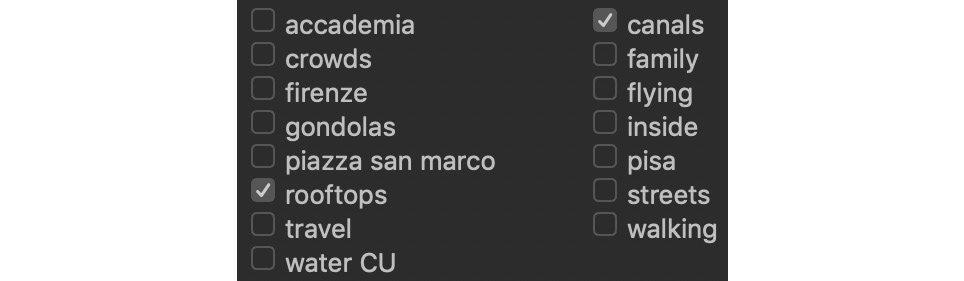 accademia
canals
crowds
family
firenze
flying
gondolas
inside
piazza san marco
pisa
rooftops
streets
travel
walking
water CU